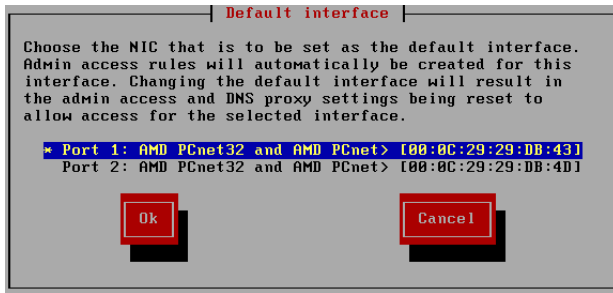 Default interface
Choose the NIC that is to be set as the default interface.
Admin access rules will automatically be created for this
interface. Changing the default interface will result in
the admin access and DNS proxy settings being reset to
allow access for the selected interface.
* Port 1: AMD PCnet32 and AMD PCnet> [00:0C:29:29:DB:43]
Port 2: AMD PCnet32 and AMD PCnet> [00:0C:29:29:DB:4D]
Ok Cancel